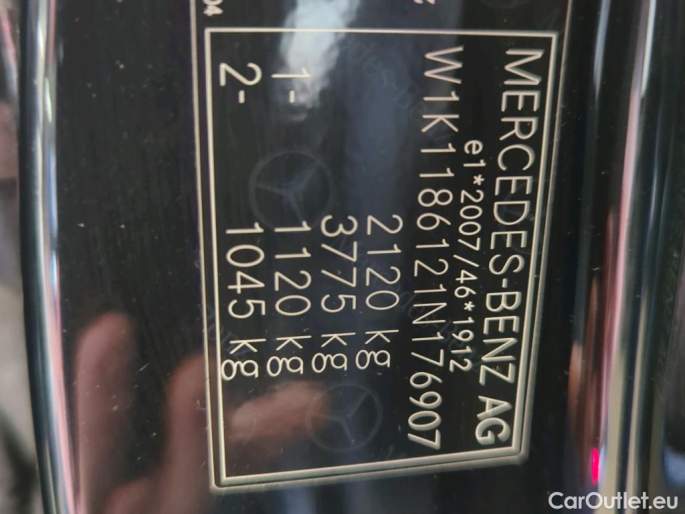 MERCEDES-BENZ AG
e1*2007/46*1912
W1K1186121N176907
2120 kg
3775 kg
1- 1120 kg
2- 1045 kg
04
CarOutlet.eu